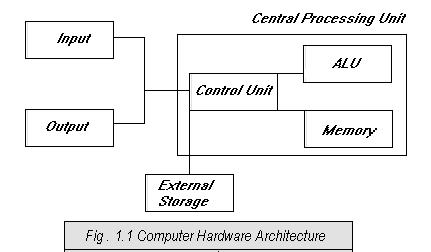 Central Processing Unit
Input
ALU
Control Unit
Output
Memory
External
Storage
Fig . 1.1 Computer Hardware Architecture